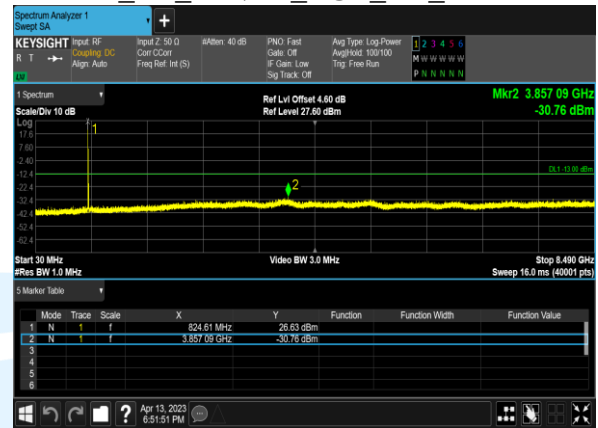 Spectrum Analyzer 1
Swept SA
KEYSIGHT Input: RF Input Z: 50 Ω #Atten: 40 dB PNO: Fast Avg Type: Log-Power 1 2 3 4 5 6
R T Coupling: DC Corr CCorr Gate: Off Avg|Hold: 100/100 M W W W W W
Align: Auto Freq Ref: Int (S) IF Gain: Low Trig: Free Run
LV Sig Track: Off P N N N N N
1 Spectrum Ref Lvl Offset 4.60 dB Mkr2 3.857 09 GHz
Scale/Div 10 dB Ref Level 27.60 dBm -30.76 dBm
Log 1
17.6
7.60
-2.40
-12.4 DL1 -13.00 dBm
-22.4 2
-32.4
-42.4
-52.4
-62.4
Start 30 MHz Video BW 3.0 MHz Stop 8.490 GHz
#Res BW 1.0 MHz Sweep 16.0 ms (40001 pts)
5 Marker Table
Mode Trace Scale X Y Function Function Width Function Value
1 N 1 f 824.61 MHz 26.63 dBm
2 N 1 f 3.857 09 GHz -30.76 dBm
3
4
5
6
? Apr 13, 2023
6:51:51 PM